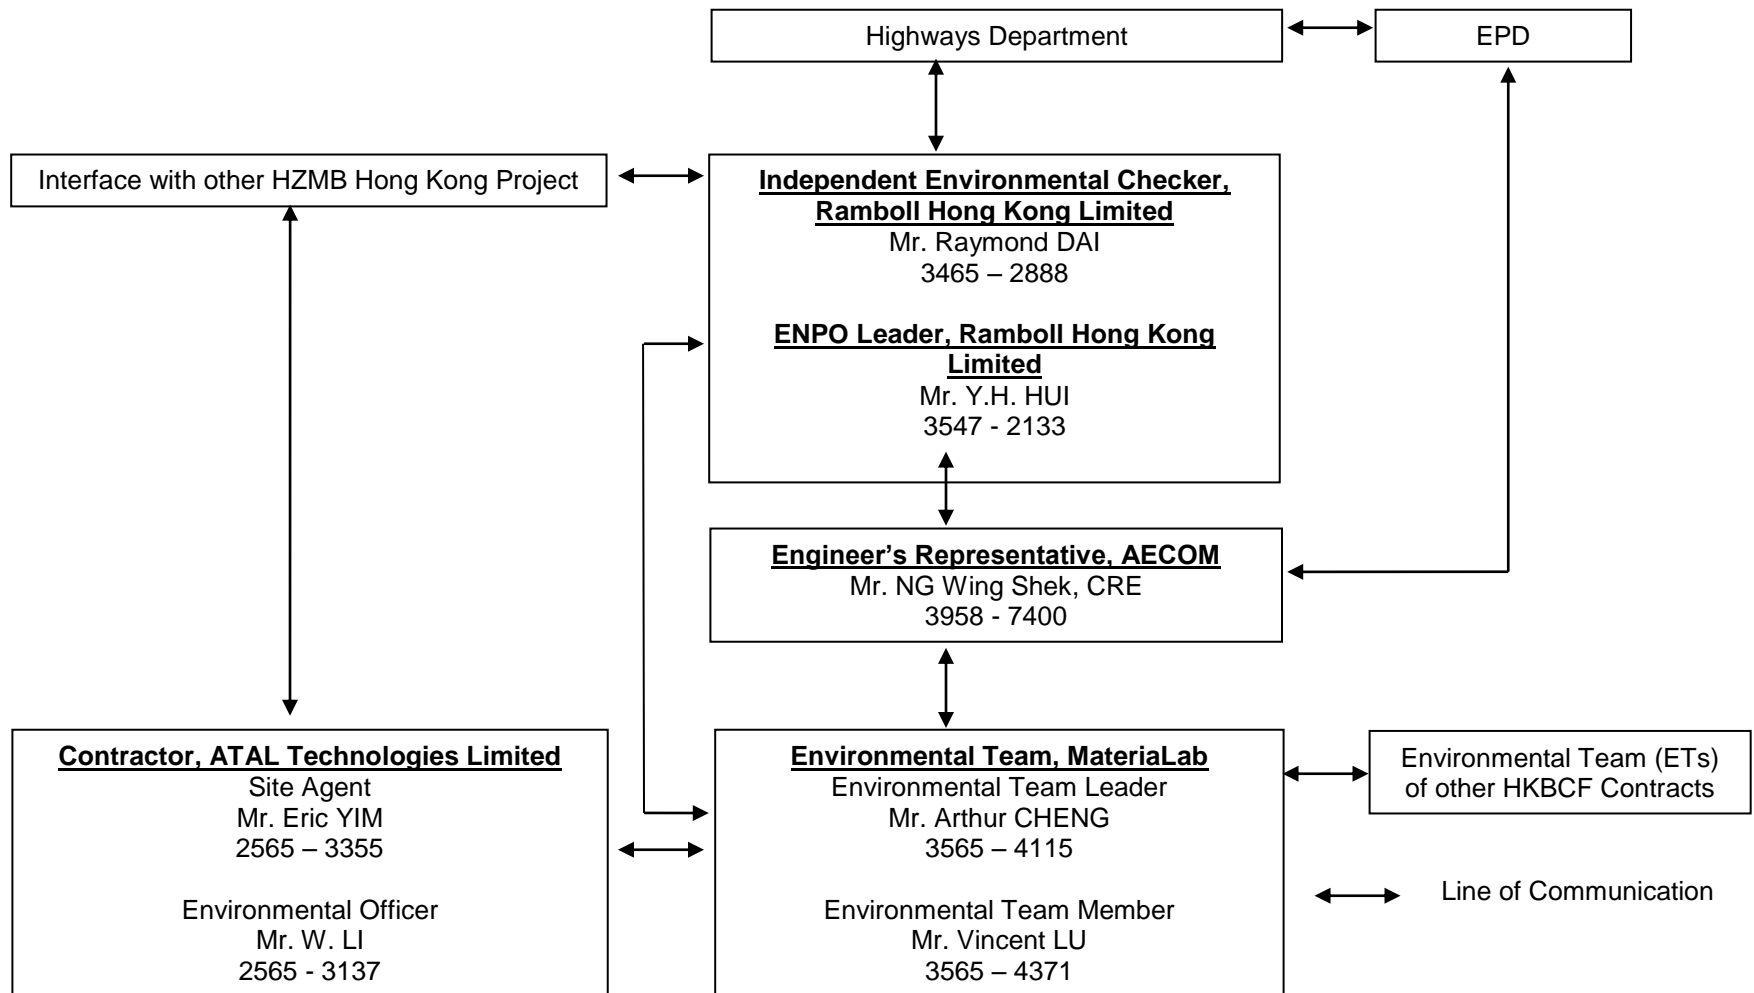 Highways Department
EPD
Interface with other HZMB Hong Kong Project
Independent Environmental Checker,
Ramboll Hong Kong Limited
Mr. Raymond DAI
3465 – 2888
ENPO Leader, Ramboll Hong Kong
Limited
Mr. Y.H. HUI
3547 - 2133
Engineer’s Representative, AECOM
Mr. NG Wing Shek, CRE
3958 - 7400
Contractor, ATAL Technologies Limited
Site Agent
Mr. Eric YIM
2565 – 3355
Environmental Officer
Mr. W. LI
2565 - 3137
Environmental Team, MateriaLab
Environmental Team Leader
Mr. Arthur CHENG
3565 – 4115
Environmental Team Member
Mr. Vincent LU
3565 – 4371
Environmental Team (ETs)
of other HKBCF Contracts
Line of Communication